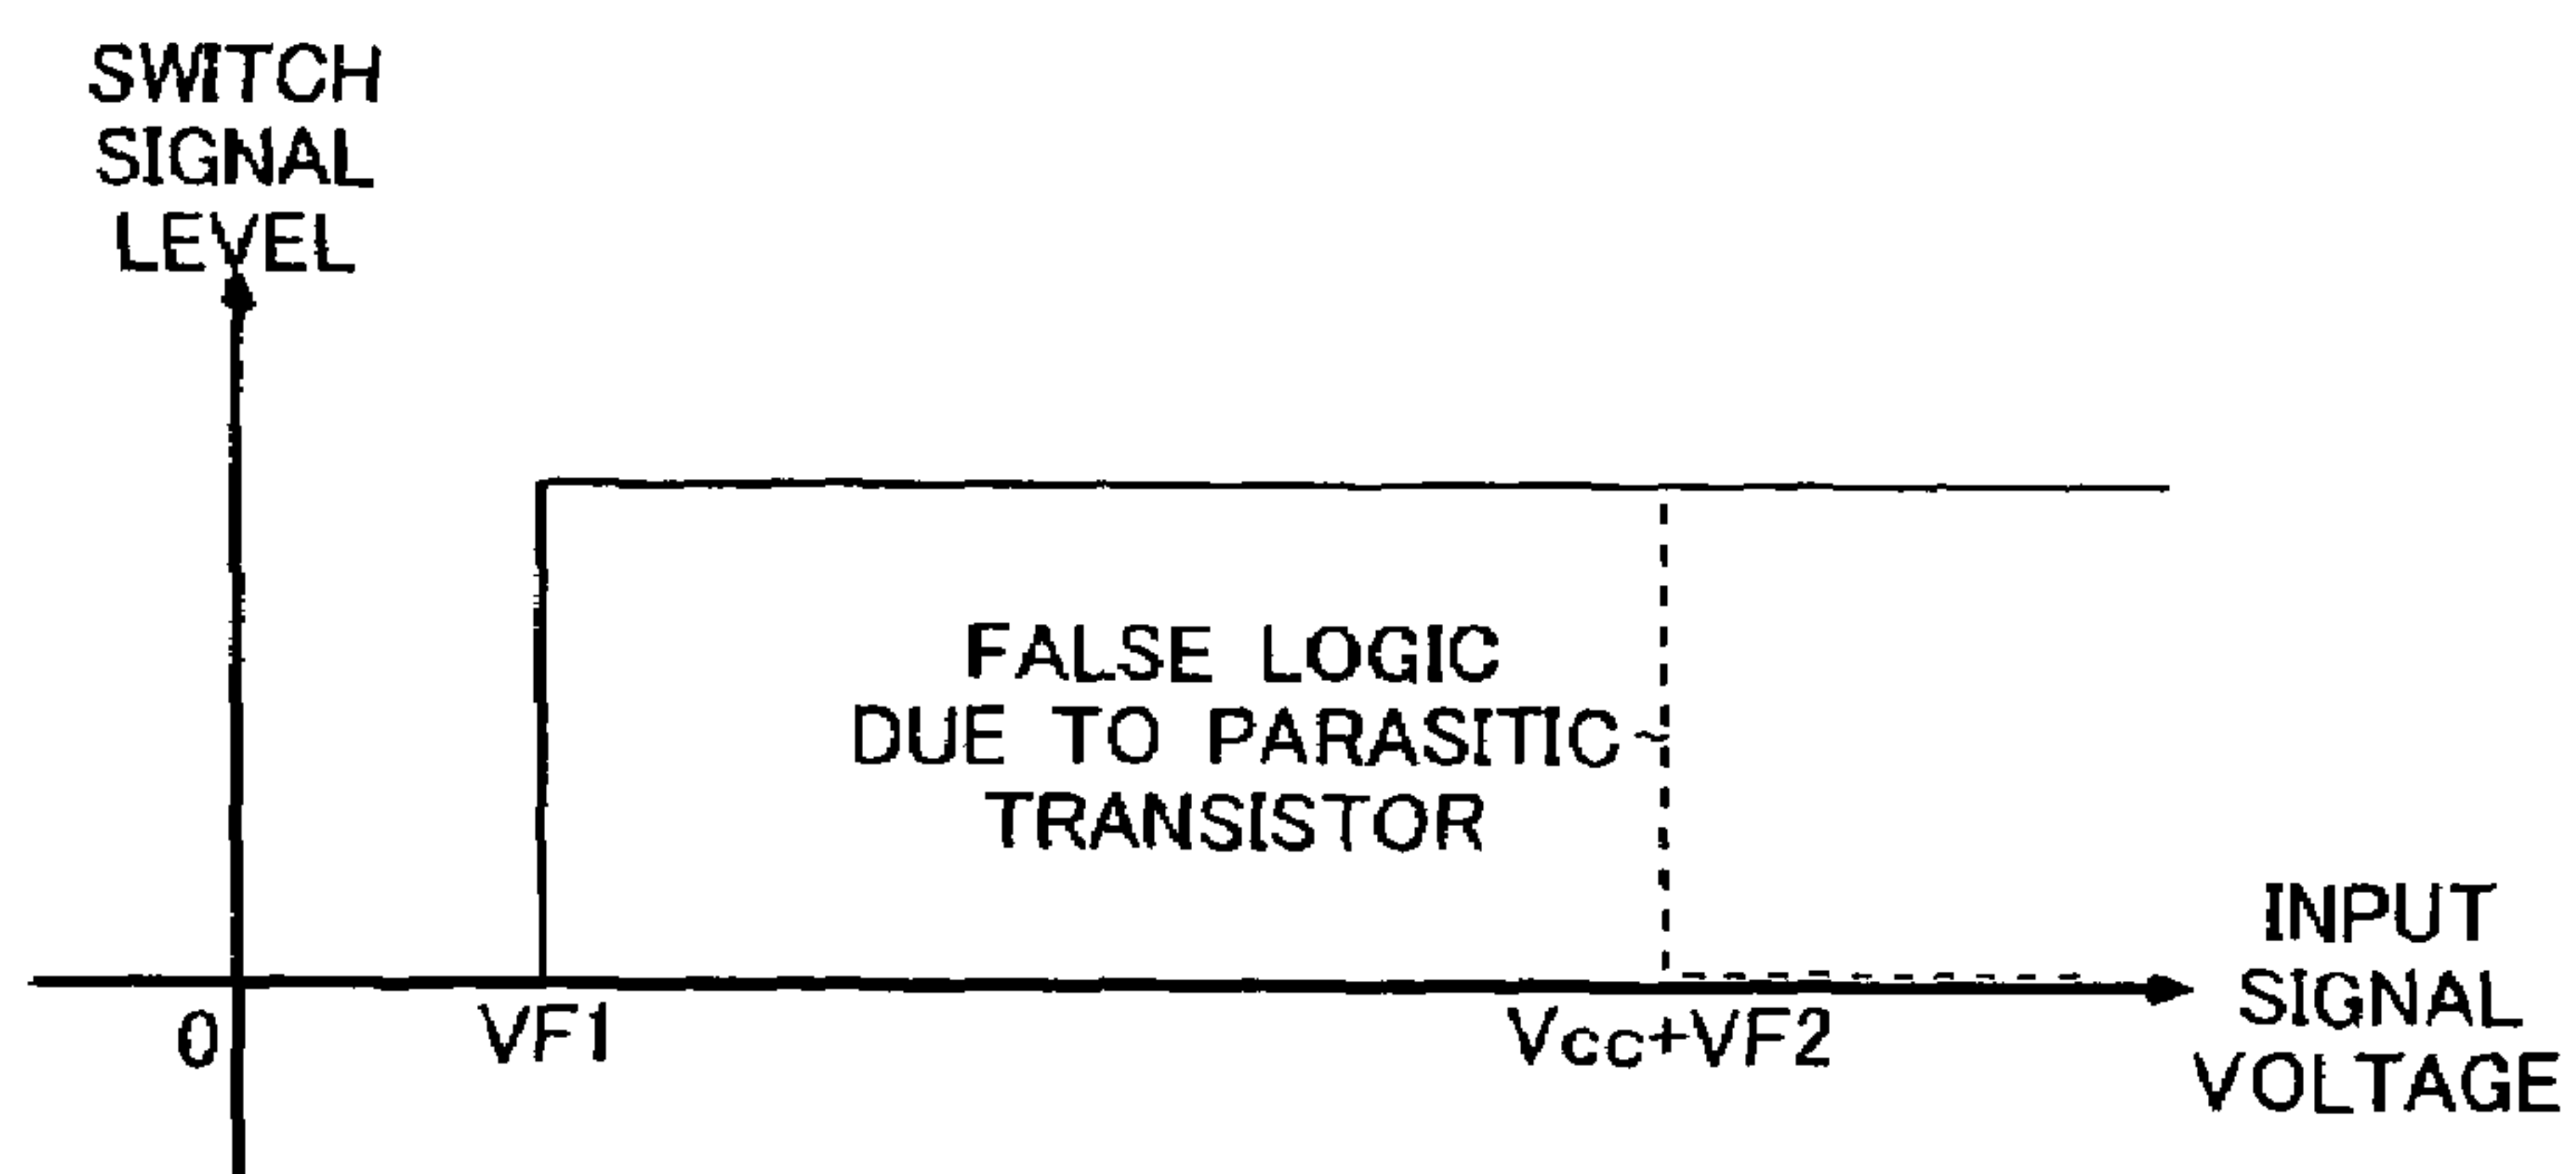 SWITCH
SIGNAL
LEVEL
FALSE LOGIC
DUE TO PARASITIC
TRANSISTOR
0
VF1
Vcc+VF2
INPUT
SIGNAL
VOLTAGE